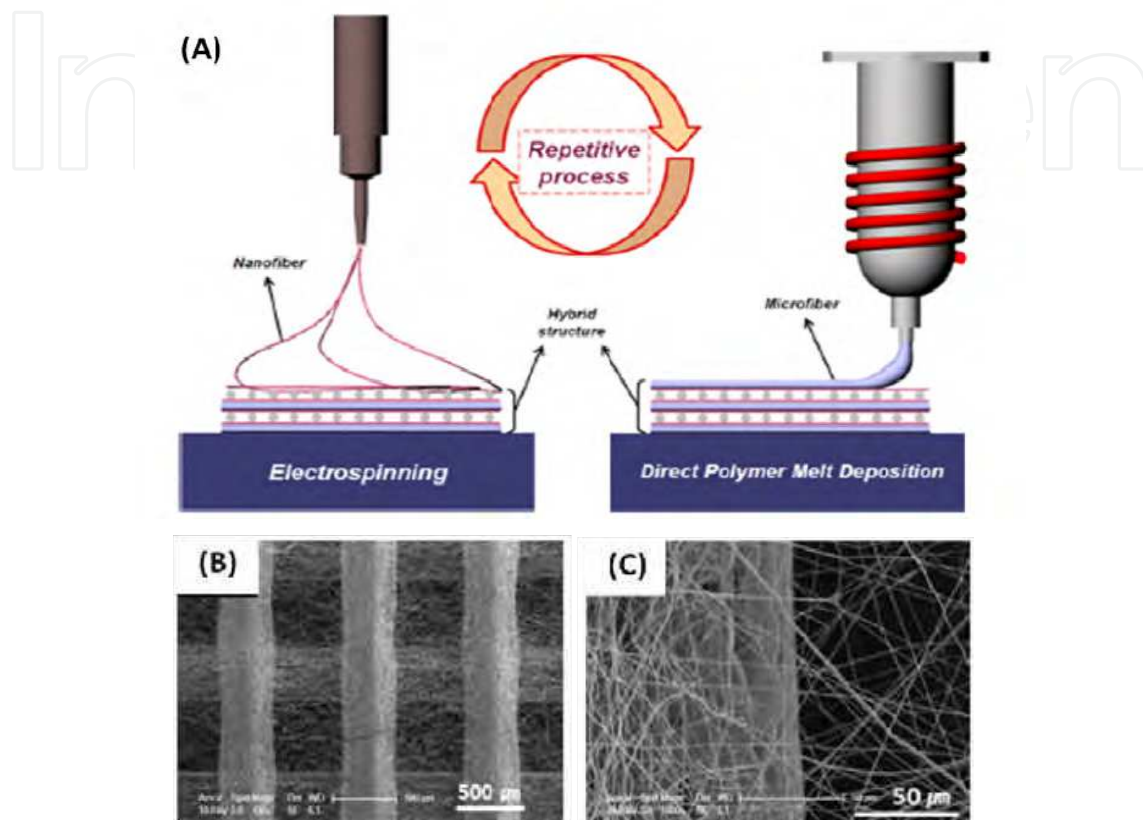 (A)
Repetitive
process
Nanofiber
Hybrid
structure
Microfiber
Electrospinning
Direct Polymer Melt Deposition
(B)
500 μm
(C)
50 μm